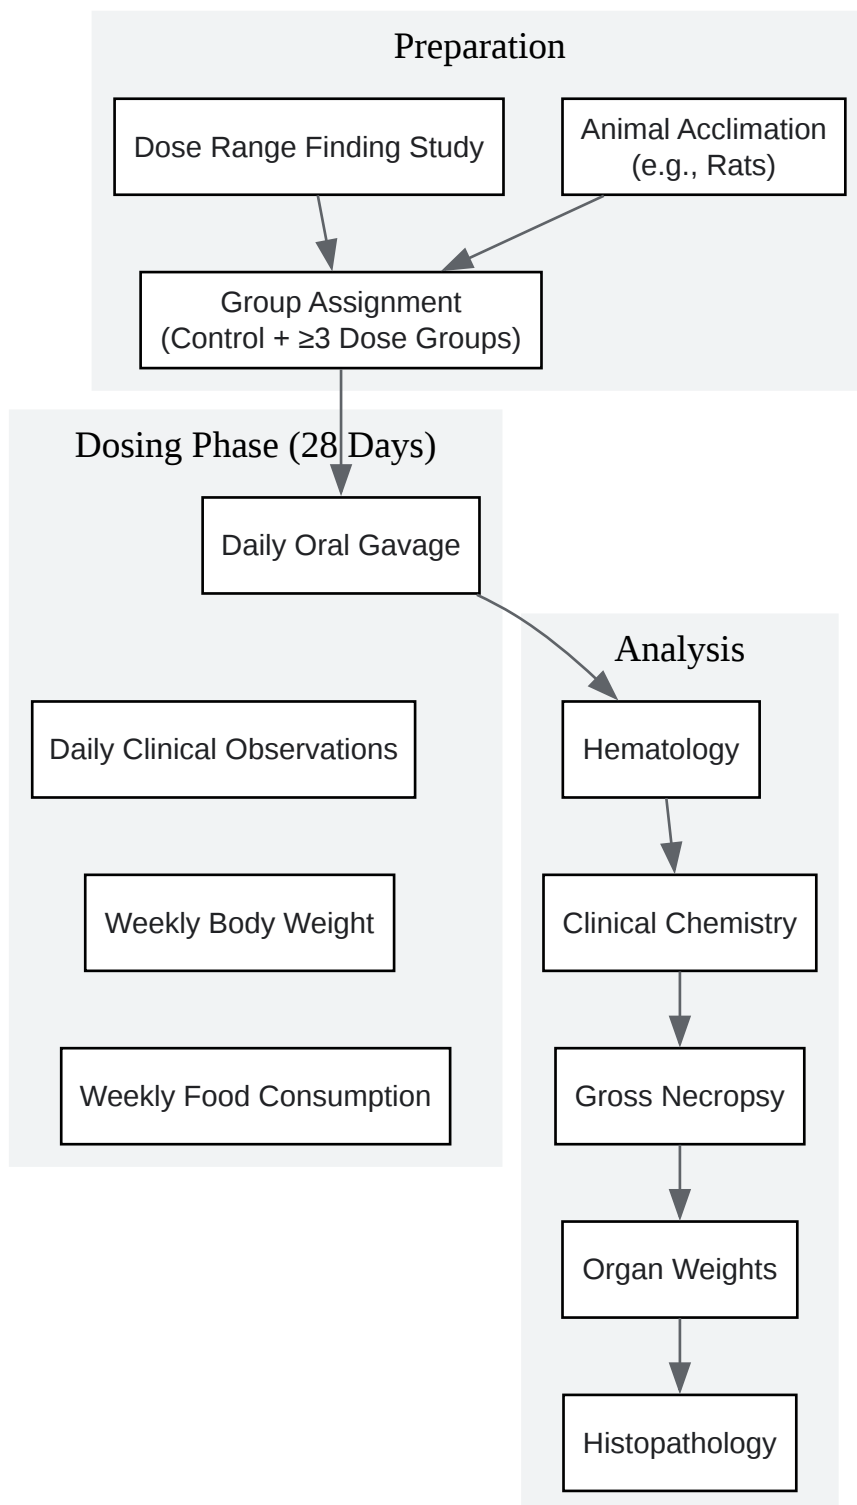 Preparation
Dose Range Finding Study
Animal Acclimation
(e.g., Rats)
Group Assignment
(Control + ≥3 Dose Groups)
Dosing Phase (28 Days)
Daily Oral Gavage
Daily Clinical Observations
Weekly Body Weight
Weekly Food Consumption
Analysis
Hematology
Clinical Chemistry
Gross Necropsy
Organ Weights
Histopathology